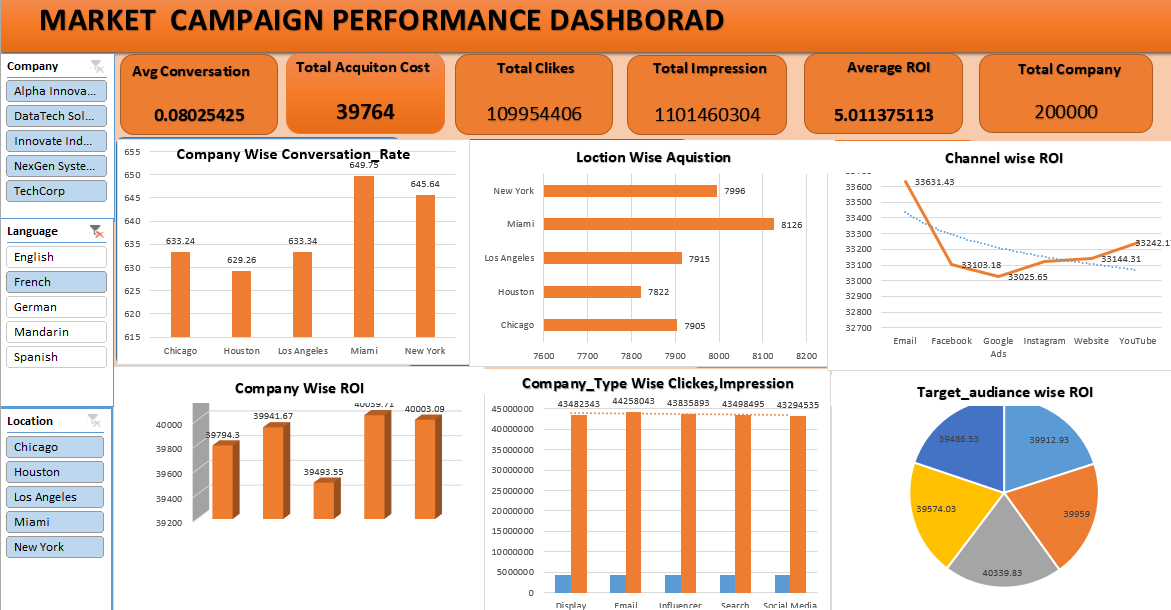 MARKET CAMPAIGN PERFORMANCE DASHBORAD
Company
Alpha Innova...
DataTech Sol...
Innovate Ind...
NexGen Syste...
TechCorp
Language
English
French
German
Mandarin
Spanish
Location
Chicago
Houston
Los Angeles
Miami
New York
Avg Conversation
0.08025425
Total Acquiton Cost
39764
Total Clikes
109954406
Total Impression
1101460304
Average ROI
5.011375113
Total Company
200000
Company Wise Conversation_Rate
655
650
645
640
635
630
625
620
615
633.24
629.26
633.34
649.75
645.64
Chicago
Houston
Los Angeles
Miami
New York
Loction Wise Aquistion
New York
7996
Miami
8126
Los Angeles
7915
Houston
7822
Chicago
7905
7600
7700
7800
7900
8000
8100
8200
Channel wise ROI
33600
33500
33400
33300
33200
33100
33000
32900
32800
32700
33631.43
33103.18
33025.65
33144.31
33242.1
Email
Facebook
Google
Ads
Instagram
Website
YouTube
Company Wise ROI
40000
39800
39600
39400
39200
39794.3
39941.67
39493.55
40059.71
40003.09
Company_Type Wise Clickes,Impression
45000000
40000000
35000000
30000000
25000000
20000000
15000000
10000000
5000000
0
43482343
44258043
43835893
43498495
43294535
Display
Email
Influencer
Search
Social Media
Target_audience wise ROI
39486.53
39912.93
39574.03
39959
40339.83